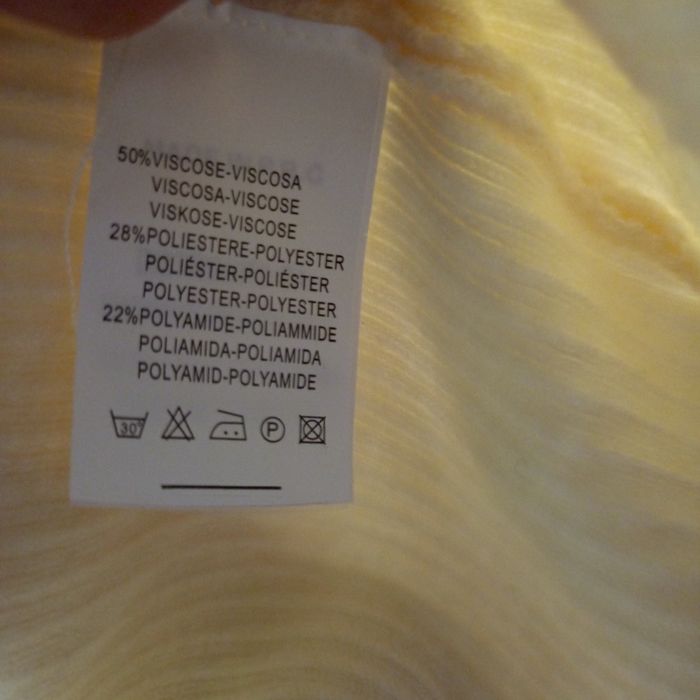 50%VISCOSE-VISCOSA
VISCOSA-VISCOSE
VISKOSE-VISCOSE
28%POLIESTERE-POLYESTER
POLIÉSTER-POLIÉSTER
POLYESTER-POLYESTER
22%POLYAMIDE-POLIAMMIDE
POLIAMIDA-POLIAMIDA
POLYAMID-POLYAMIDE
30° P